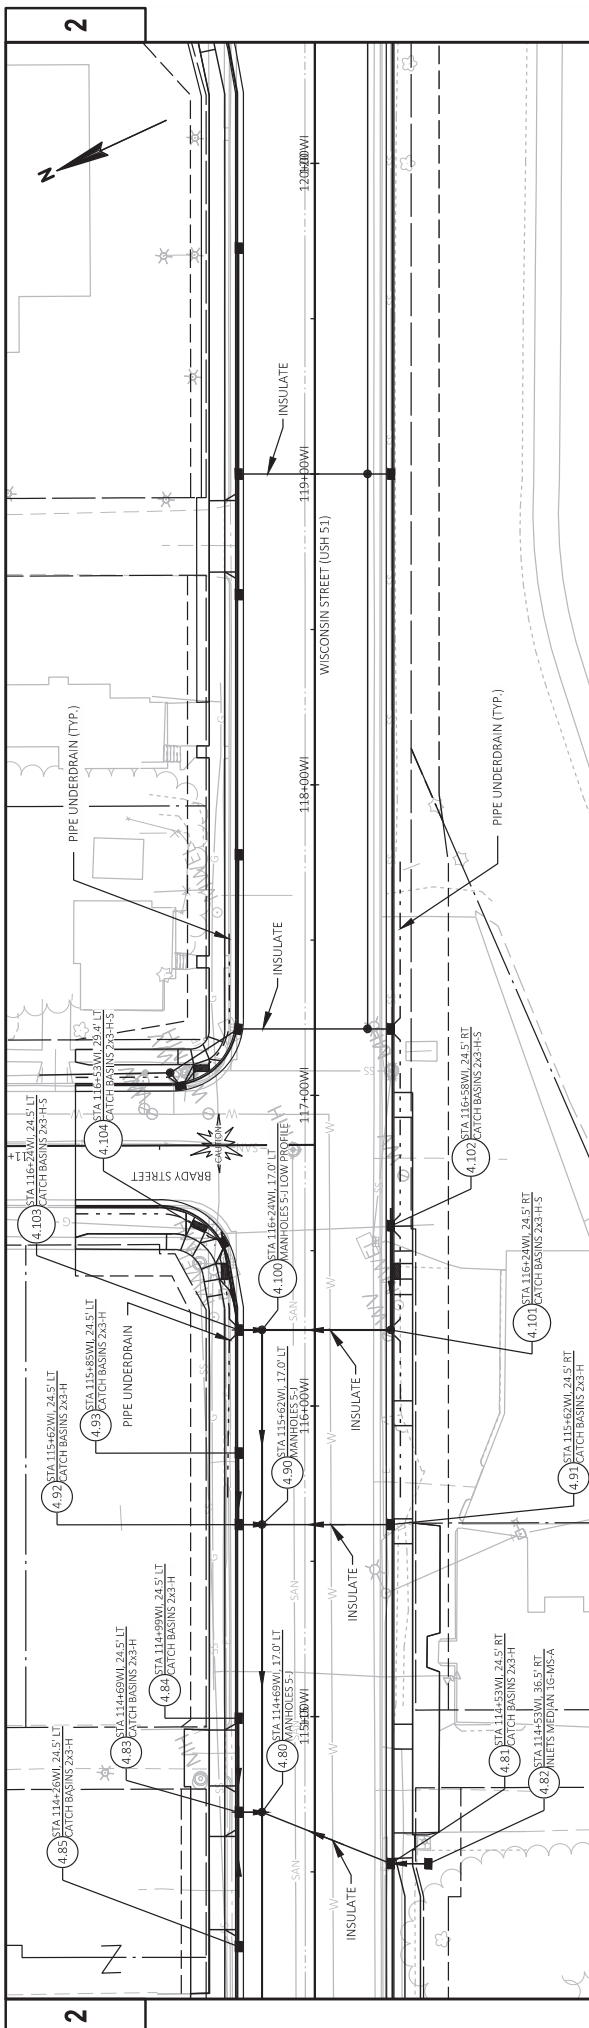 2
N
120+00WI
INSULATE
119+00WI
WISCONSIN STREET (USH 51)
PIPE UNDERDRAIN (TYP.)
118+00WI
PIPE UNDERDRAIN (TYP.)
INSULATE
117+00WI
BRADY STREET
CAUTION
4.103
STA 116+24WI, 24.5' LT
CATCH BASINS 2x3-H-S
4.104
STA 116+53WI, 29.4' LT
CATCH BASINS 2x3-H-S
4.100
STA 116+24WI, 17.0' LT
MANHOLES 5-J LOW PROFILE
4.102
STA 116+58WI, 24.5' RT
CATCH BASINS 2x3-H-S
4.101
STA 116+24WI, 24.5' RT
CATCH BASINS 2x3-H-S
PIPE UNDERDRAIN
INSULATE
116+00WI
4.92
STA 115+62WI, 24.5' LT
CATCH BASINS 2x3-H
4.93
STA 115+85WI, 24.5' LT
CATCH BASINS 2x3-H
4.90
STA 115+62WI, 17.0' LT
MANHOLES 5-J
4.91
STA 115+62WI, 24.5' RT
CATCH BASINS 2x3-H
INSULATE
4.85
STA 114+26WI, 24.5' LT
CATCH BASINS 2x3-H
4.83
STA 114+69WI, 24.5' LT
CATCH BASINS 2x3-H
4.84
STA 114+99WI, 24.5' LT
CATCH BASINS 2x3-H
4.80
STA 114+69WI, 17.0' LT
MANHOLES 5-J
4.81
STA 114+53WI, 24.5' RT
CATCH BASINS 2x3-H
4.82
STA 114+53WI, 36.5' RT
INLETS MEDIAN 1G-MS-A
INSULATE
SAN
SAN
SAN
W
W
W
MH
MH
2